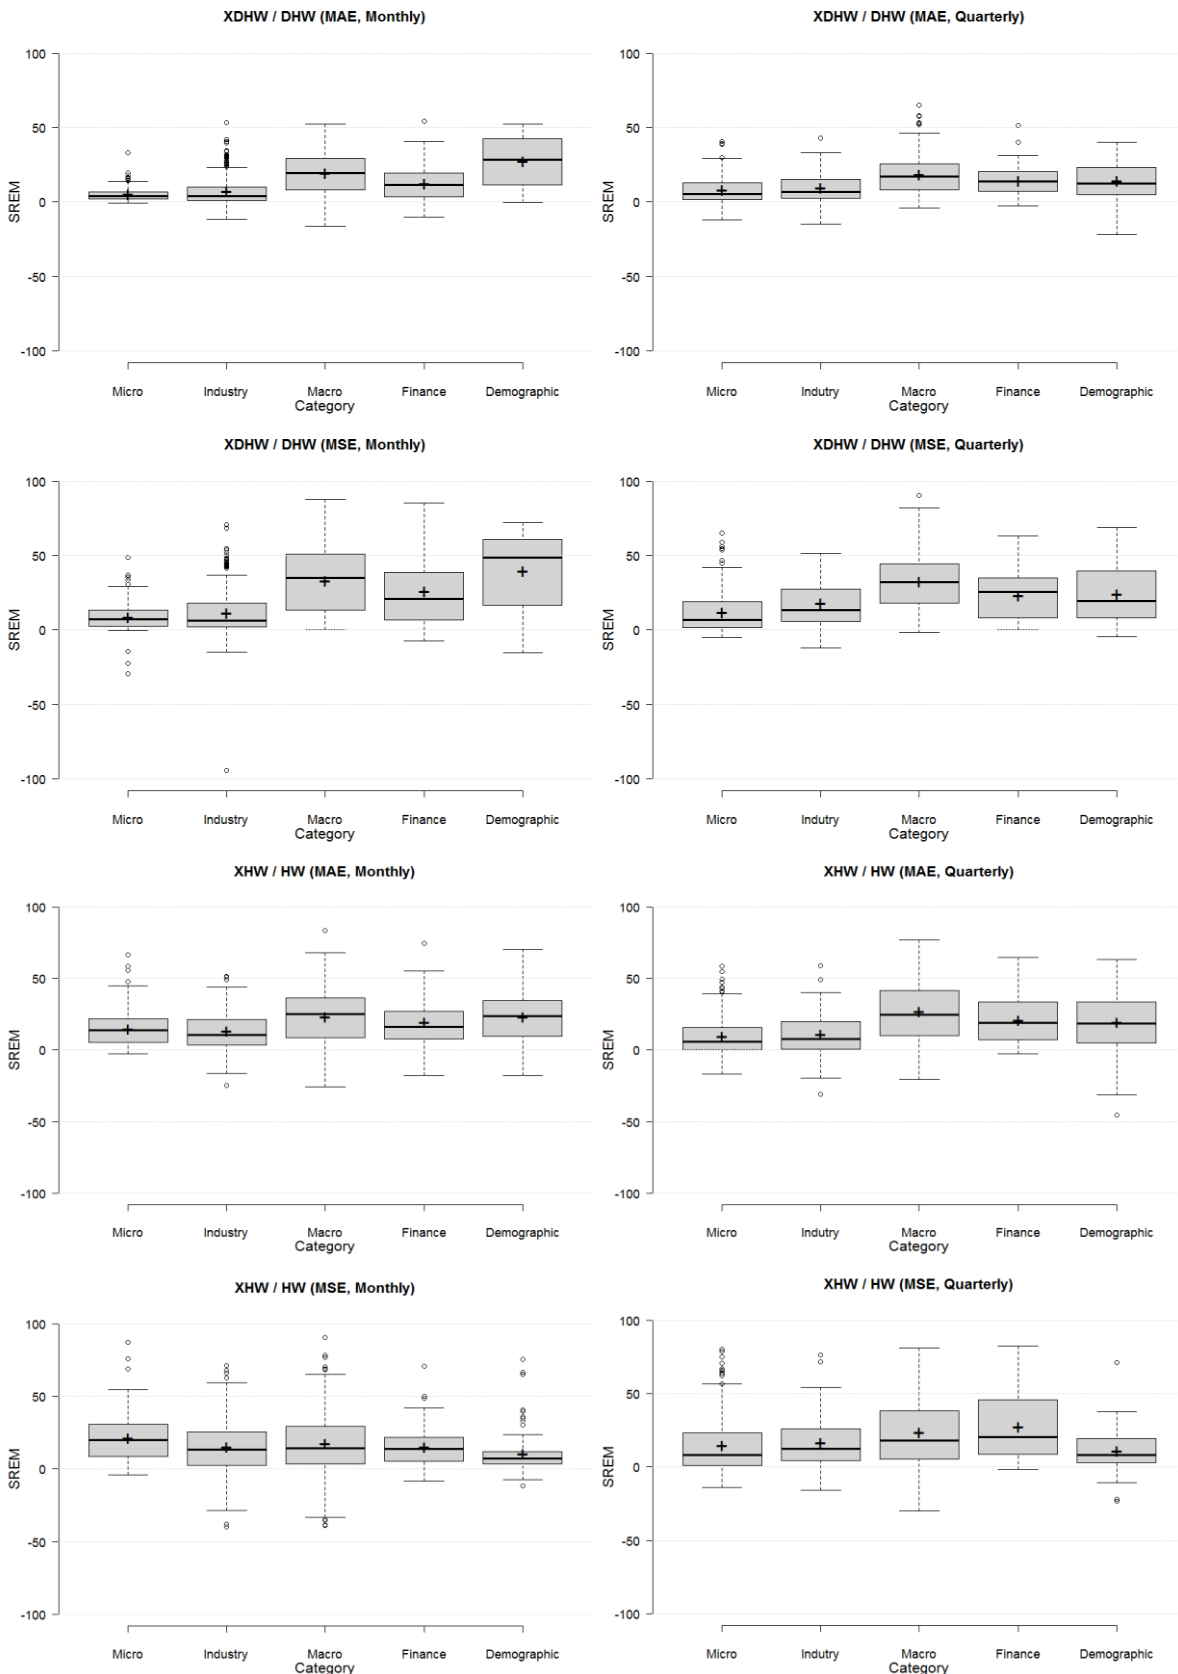 XDHW / DHW (MAE, Monthly)
100
50
0
-50
-100
SREM
Micro Industry Macro Finance Demographic
Category
XDHW / DHW (MAE, Quarterly)
100
50
0
-50
-100
SREM
Micro Indutry Macro Finance Demographic
Category
XDHW / DHW (MSE, Monthly)
100
50
0
-50
-100
SREM
Micro Industry Macro Finance Demographic
Category
XDHW / DHW (MSE, Quarterly)
100
50
0
-50
-100
SREM
Micro Indutry Macro Finance Demographic
Category
XHW / HW (MAE, Monthly)
100
50
0
-50
-100
SREM
Micro Industry Macro Finance Demographic
Category
XHW / HW (MAE, Quarterly)
100
50
0
-50
-100
SREM
Micro Indutry Macro Finance Demographic
Category
XHW / HW (MSE, Monthly)
100
50
0
-50
-100
SREM
Micro Industry Macro Finance Demographic
Category
XHW / HW (MSE, Quarterly)
100
50
0
-50
-100
SREM
Micro Industry Macro Finance Demographic
Category